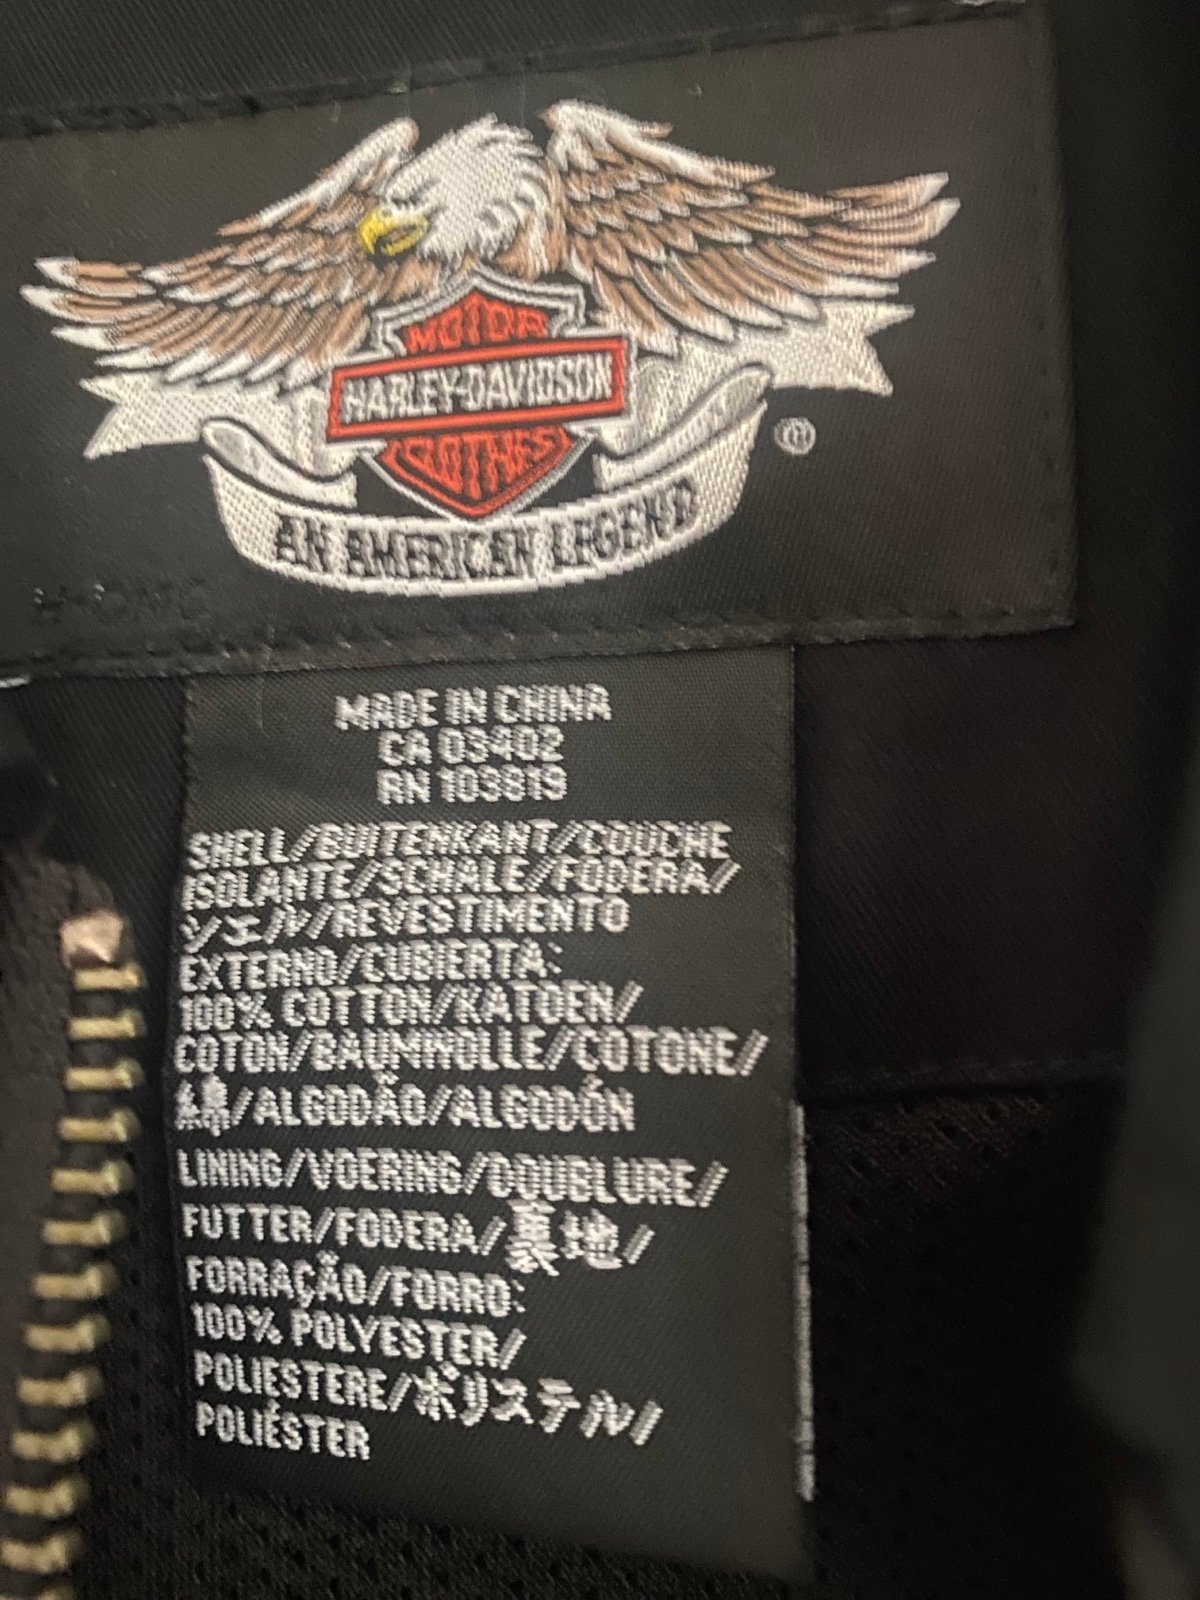 MOTOR
HARLEY-DAVIDSON
CLOTHES
®
AN AMERICAN LEGEND
MADE IN CHINA
CA 03402
RN 103819
SHELL/BUITENKANT/COUCHE
ISOLANTE/SCHALE/FODERA/
シェル/REVESTIMENTO
EXTERNO/CUBIERTA:
100% COTTON/KATOEN/
COTON/BAUMWOLLE/COTONE/
綿/ALGODÃO/ALGODÓN
LINING/VOERING/DOUBLURE/
FUTTER/FODERA/裏地/
FORRAÇÃO/FORRO:
100% POLYESTER/
POLIESTERE/ポリステル/
POLIÉSTER